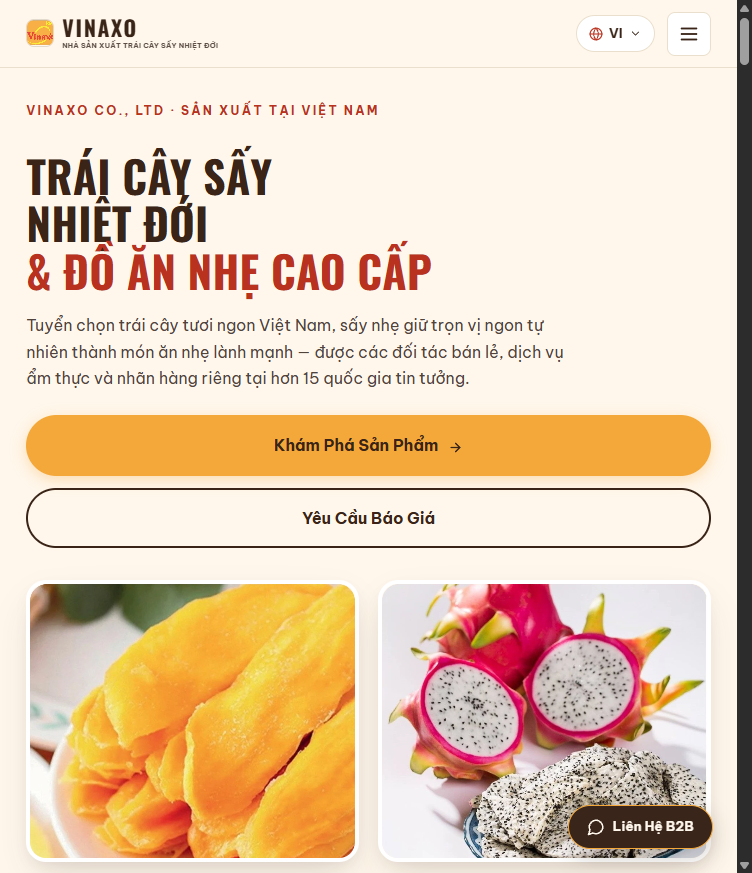 Vinaxo
VINAXO
NHÀ SẢN XUẤT TRÁI CÂY SẤY NHIỆT ĐỚI
VI
VINAXO CO., LTD · SẢN XUẤT TẠI VIỆT NAM
TRÁI CÂY SẤY
NHIỆT ĐỚI
& ĐỒ ĂN NHẸ CAO CẤP
Tuyển chọn trái cây tươi ngon Việt Nam, sấy nhẹ giữ trọn vị ngon tự
nhiên thành món ăn nhẹ lành mạnh — được các đối tác bán lẻ, dịch vụ
ẩm thực và nhãn hàng riêng tại hơn 15 quốc gia tin tưởng.
Khám Phá Sản Phẩm →
Yêu Cầu Báo Giá
Liên Hệ B2B